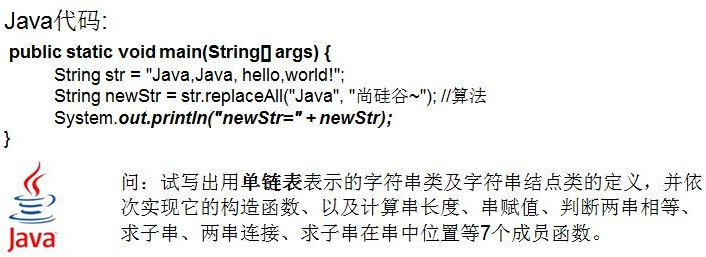 Java代码:
public static void main(String[] args) {
String str = "Java,Java, hello,world!";
String newStr = str.replaceAll("Java", "尚硅谷~"); //算法
System.out.println("newStr=" + newStr);
}
问：试写出用单链表表示的字符串类及字符串结点类的定义，并依
次实现它的构造函数、以及计算串长度、串赋值、判断两串相等、
求子串、两串连接、求子串在串中位置等7个成员函数。
Java